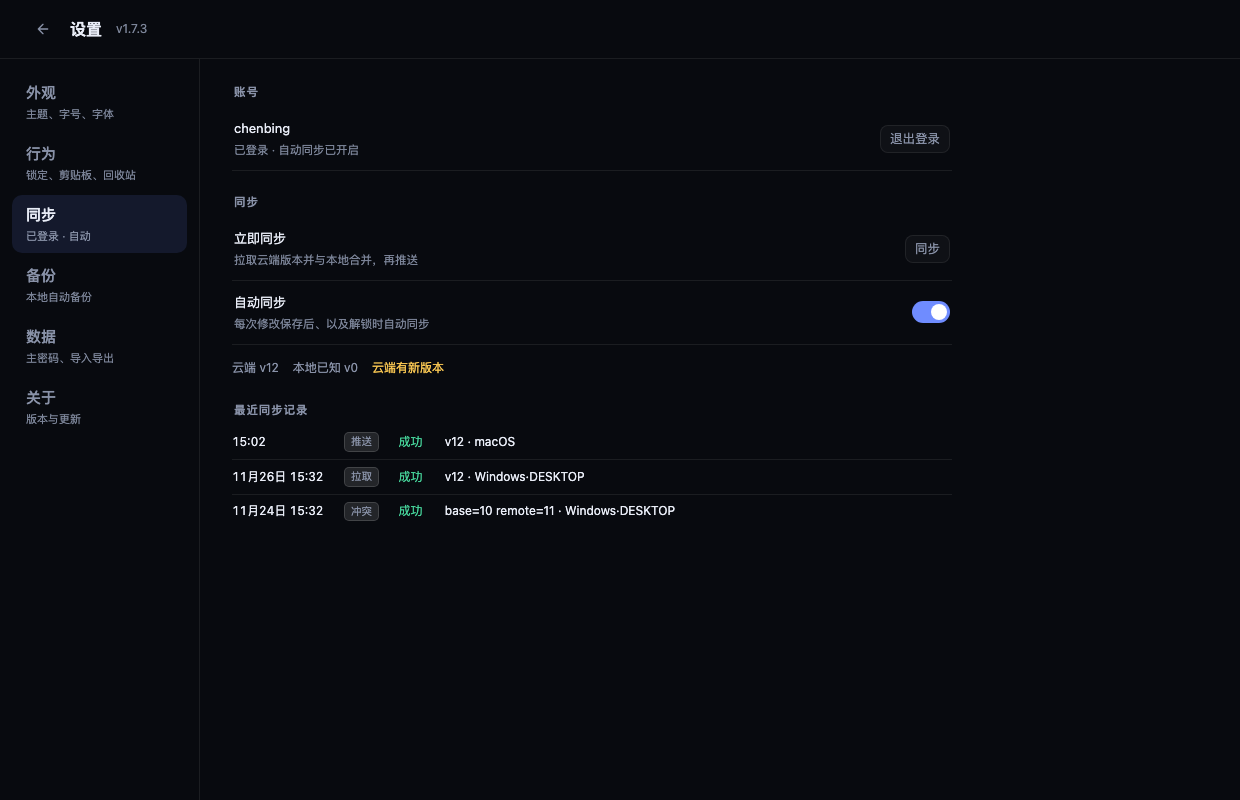 设置 v1.7.3
外观
主题、字号、字体
行为
锁定、剪贴板、回收站
同步
已登录 · 自动
备份
本地自动备份
数据
主密码、导入导出
关于
版本与更新
账号
chenbing
已登录 · 自动同步已开启
退出登录
同步
立即同步
拉取云端版本并与本地合并，再推送
同步
自动同步
每次修改保存后、以及解锁时自动同步
云端 v12 本地已知 v0 云端有新版本
最近同步记录
15:02 推送 成功 v12 · macOS
11月26日 15:32 拉取 成功 v12 · Windows·DESKTOP
11月24日 15:32 冲突 成功 base=10 remote=11 · Windows·DESKTOP